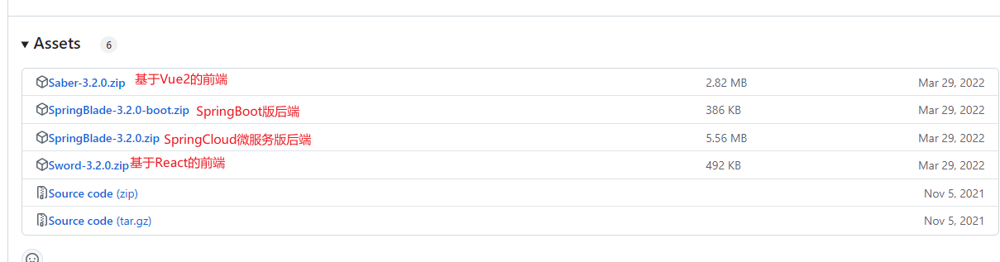 Assets 6
Saber-3.2.0.zip 基于Vue2的前端 2.82 MB Mar 29, 2022
SpringBlade-3.2.0-boot.zip SpringBoot版后端 386 KB Mar 29, 2022
SpringBlade-3.2.0.zip SpringCloud微服务版后端 5.56 MB Mar 29, 2022
Sword-3.2.0.zip 基于React的前端 492 KB Mar 29, 2022
Source code (zip) Nov 5, 2021
Source code (tar.gz) Nov 5, 2021